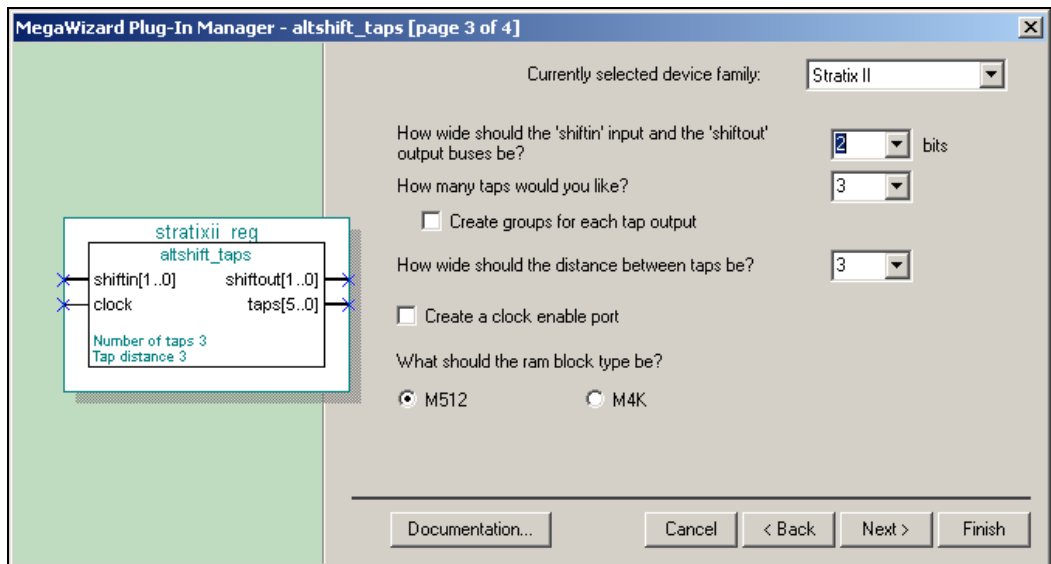 MegaWizard Plug-In Manager - altshift_taps [page 3 of 4]
Currently selected device family: Stratix II
How wide should the 'shiftin' input and the 'shiftout'
output buses be? 2 bits
How many taps would you like? 3
Create groups for each tap output
How wide should the distance between taps be? 3
Create a clock enable port
What should the ram block type be?
M512 M4K
stratixii_reg
altshift_taps
shiftin[1..0] shiftout[1..0]
clock taps[5..0]
Number of taps 3
Tap distance 3
Documentation... Cancel < Back Next > Finish